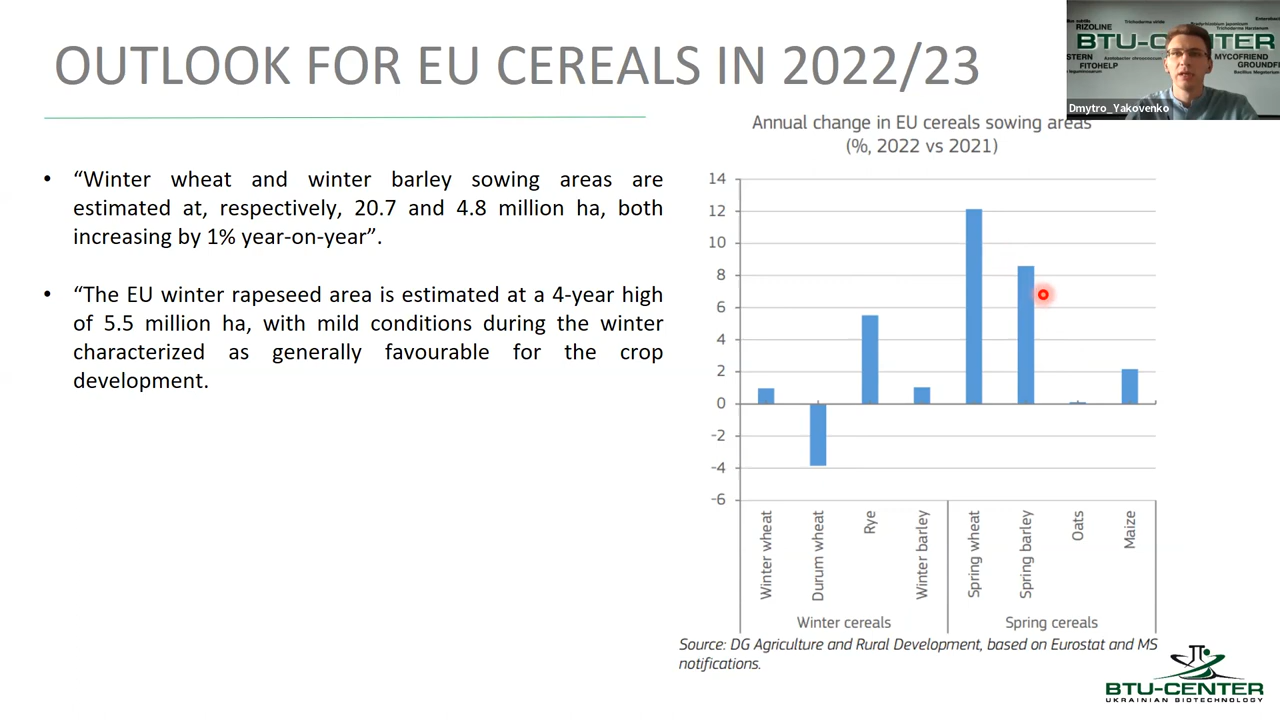 OUTLOOK FOR EU CEREALS IN 2022/23
• “Winter wheat and winter barley sowing areas are
estimated at, respectively, 20.7 and 4.8 million ha, both
increasing by 1% year-on-year”.
• “The EU winter rapeseed area is estimated at a 4-year high
of 5.5 million ha, with mild conditions during the winter
characterized as generally favourable for the crop
development.
RIZOLINE
BTU-CENTER
MYCOFRIEND
FITOHELP
Dmytro_Yakovenko
Annual change in EU cereals sowing areas
(%, 2022 vs 2021)
14
12
10
8
6
4
2
0
-2
-4
-6
Winter wheat
Durum wheat
Rye
Winter barley
Spring wheat
Spring barley
Oats
Maize
Winter cereals
Spring cereals
Source: DG Agriculture and Rural Development, based on Eurostat and MS
notifications.
BTU-CENTER
UKRAINIAN BIOTECHNOLOGY